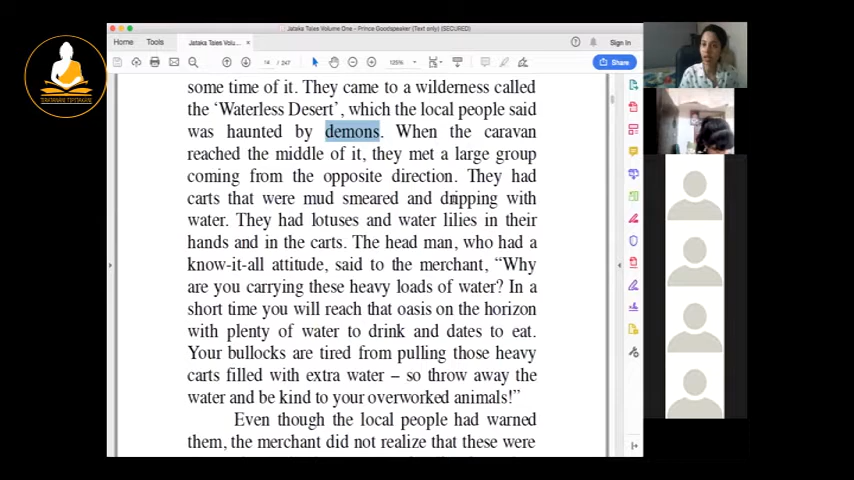 Jataka Tales Volume One - Prince Goodspeaker (Text only) (SECURED)
Home Tools Jataka Tales Volu... × Sign In
14 / 247 125% Share
some time of it. They came to a wilderness called
the ‘Waterless Desert’, which the local people said
was haunted by demons. When the caravan
reached the middle of it, they met a large group
coming from the opposite direction. They had
carts that were mud smeared and dripping with
water. They had lotuses and water lilies in their
hands and in the carts. The head man, who had a
know-it-all attitude, said to the merchant, “Why
are you carrying these heavy loads of water? In a
short time you will reach that oasis on the horizon
with plenty of water to drink and dates to eat.
Your bullocks are tired from pulling those heavy
carts filled with extra water – so throw away the
water and be kind to your overworked animals!”
Even though the local people had warned
them, the merchant did not realize that these were